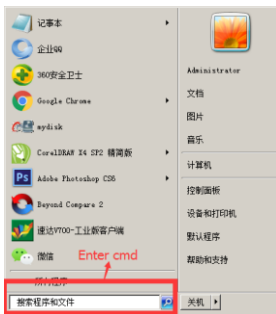 记事本
企业QQ
360安全卫士
Google Chrome
mydisk
CorelDRAW X4 SP2 精简版
Ps
Adobe Photoshop CS6
Beyond Compare 2
速达V700-工业版客户端
微信
Enter cmd
所有程序
搜索程序和文件
Administrator
文档
图片
音乐
计算机
控制面板
设备和打印机
默认程序
帮助和支持
关机